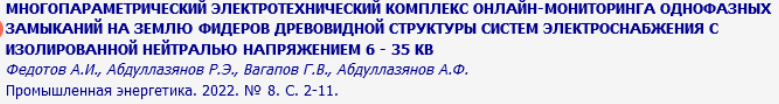 МНОГОПАРАМЕТРИЧЕСКИЙ ЭЛЕКТРОТЕХНИЧЕСКИЙ КОМПЛЕКС ОНЛАЙН-МОНИТОРИНГА ОДНОФАЗНЫХ
ЗАМЫКАНИЙ НА ЗЕМЛЮ ФИДЕРОВ ДРЕВОВИДНОЙ СТРУКТУРЫ СИСТЕМ ЭЛЕКТРОСНАБЖЕНИЯ С
ИЗОЛИРОВАННОЙ НЕЙТРАЛЬЮ НАПРЯЖЕНИЕМ 6 - 35 КВ
Федотов А.И., Абдуллазянов Р.Э., Вагапов Г.В., Абдуллазянов А.Ф.
Промышленная энергетика. 2022. № 8. С. 2-11.